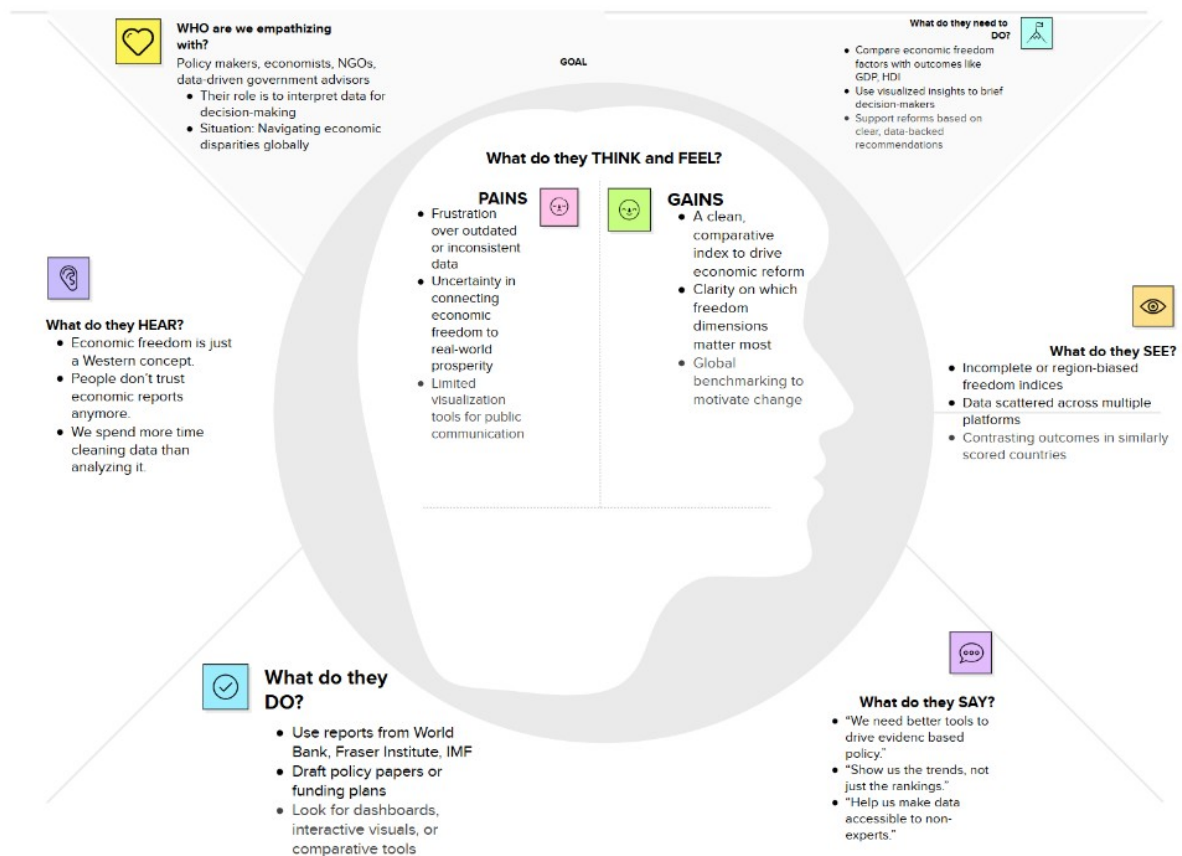 WHO are we empathizing
with?
Policy makers, economists, NGOs,
data-driven government advisors
• Their role is to interpret data for
decision-making
• Situation: Navigating economic
disparities globally
GOAL
What do they need to
DO?
• Compare economic freedom
factors with outcomes like
GDP, HDI
• Use visualized insights to brief
decision-makers
• Support reforms based on
clear, data-backed
recommendations
What do they THINK and FEEL?
PAINS
• Frustration
over outdated
or inconsistent
data
• Uncertainty in
connecting
economic
freedom to
real-world
prosperity
• Limited
visualization
tools for public
communication
GAINS
• A clean,
comparative
index to drive
economic reform
• Clarity on which
freedom
dimensions
matter most
• Global
benchmarking to
motivate change
What do they HEAR?
• Economic freedom is just
a Western concept.
• People don't trust
economic reports
anymore.
• We spend more time
cleaning data than
analyzing it.
What do they SEE?
• Incomplete or region-biased
freedom indices
• Data scattered across multiple
platforms
• Contrasting outcomes in similarly
scored countries
What do they
DO?
• Use reports from World
Bank, Fraser Institute, IMF
• Draft policy papers or
funding plans
• Look for dashboards,
interactive visuals, or
comparative tools
What do they SAY?
• “We need better tools to
drive evidenc based
policy.”
• “Show us the trends, not
just the rankings.”
• “Help us make data
accessible to non-
experts.”